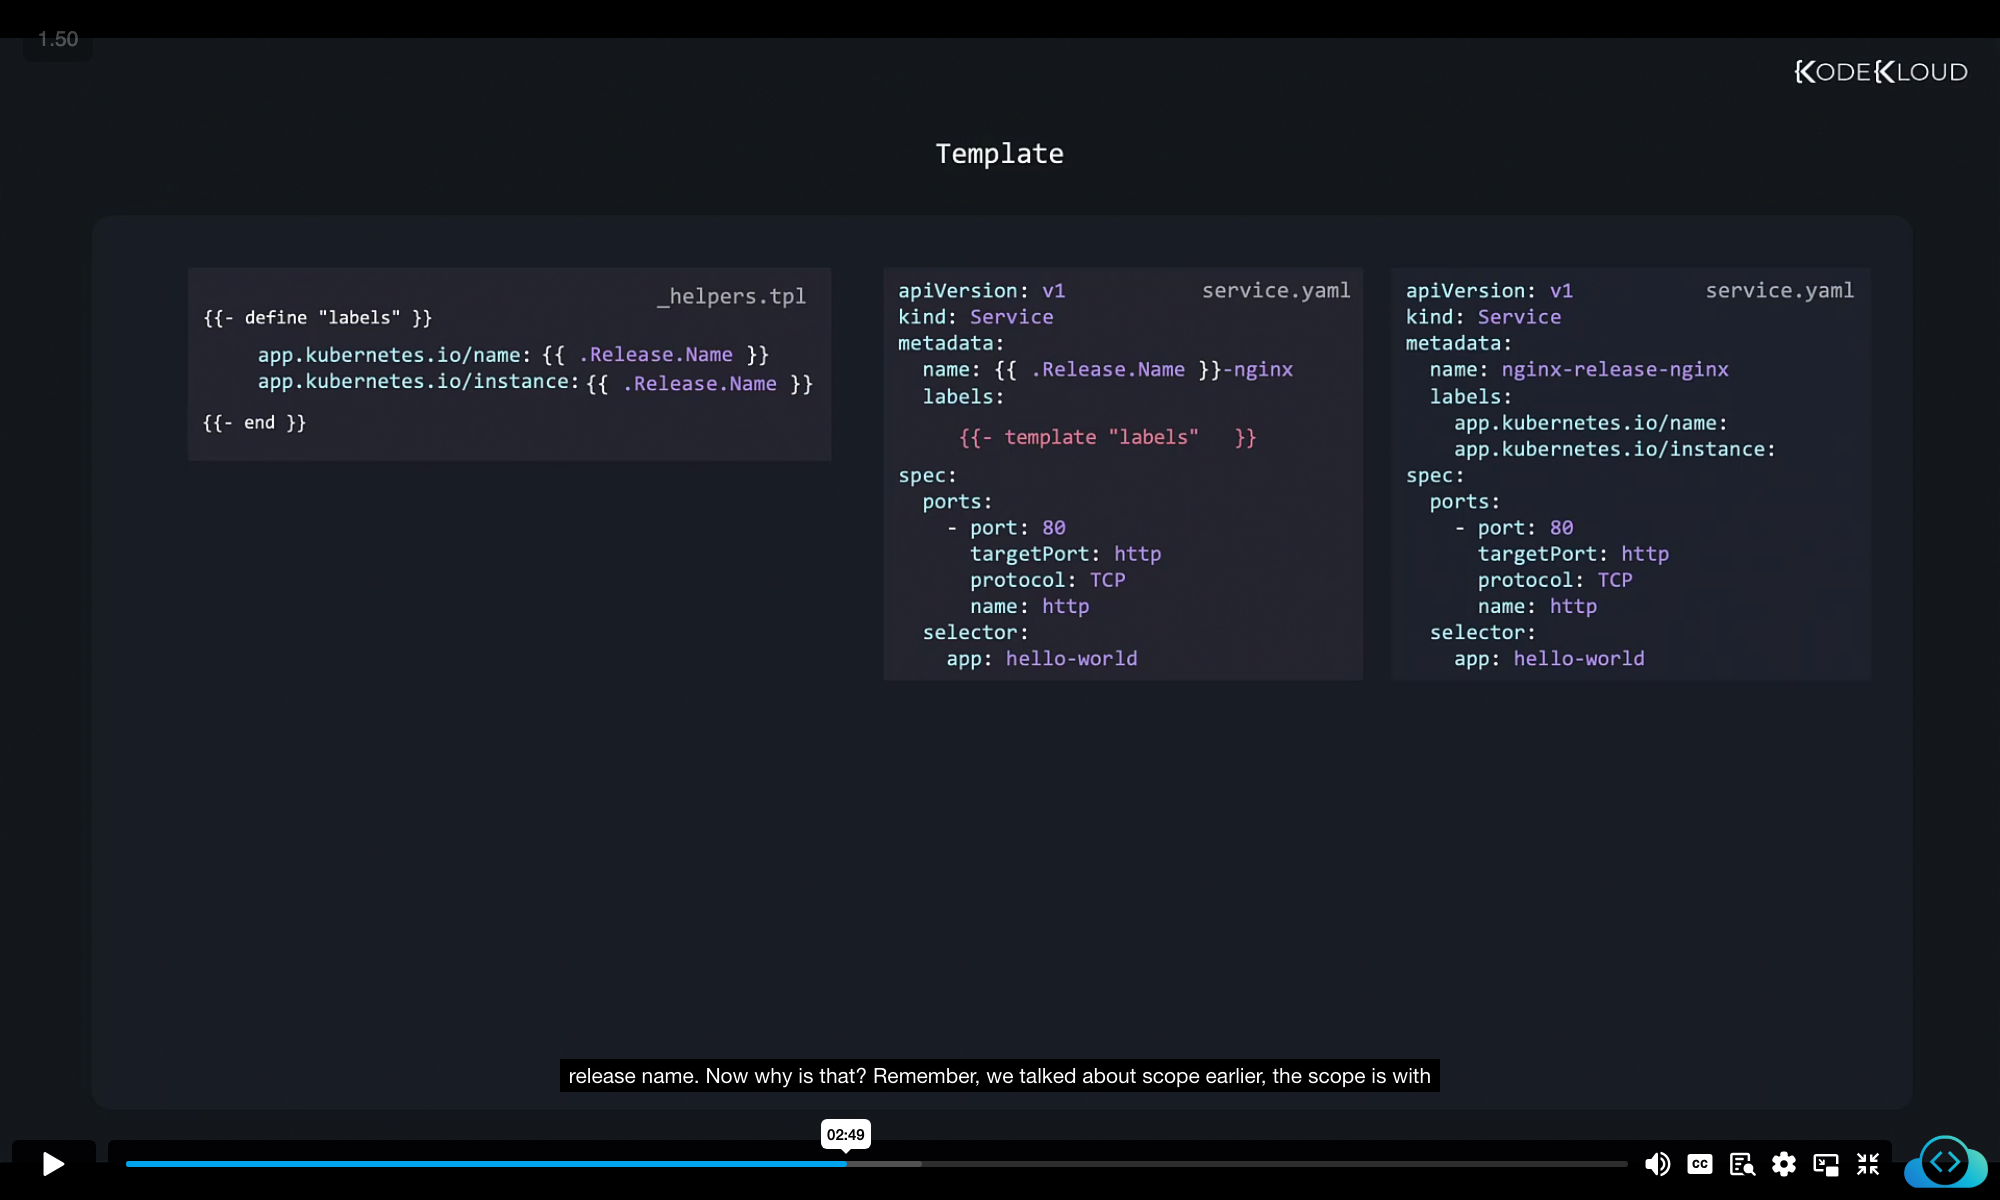 1.50
KODEKLOUD
Template
_helpers.tpl
{{- define "labels" }}
app.kubernetes.io/name: {{ .Release.Name }}
app.kubernetes.io/instance: {{ .Release.Name }}
{{- end }}
service.yaml
apiVersion: v1
kind: Service
metadata:
  name: {{ .Release.Name }}-nginx
  labels:
     {{- template "labels"   }}
spec:
  ports:
    - port: 80
      targetPort: http
      protocol: TCP
      name: http
  selector:
    app: hello-world
service.yaml
apiVersion: v1
kind: Service
metadata:
  name: nginx-release-nginx
  labels:
    app.kubernetes.io/name:
    app.kubernetes.io/instance:
spec:
  ports:
    - port: 80
      targetPort: http
      protocol: TCP
      name: http
  selector:
    app: hello-world
release name. Now why is that? Remember, we talked about scope earlier, the scope is with
02:49
CC